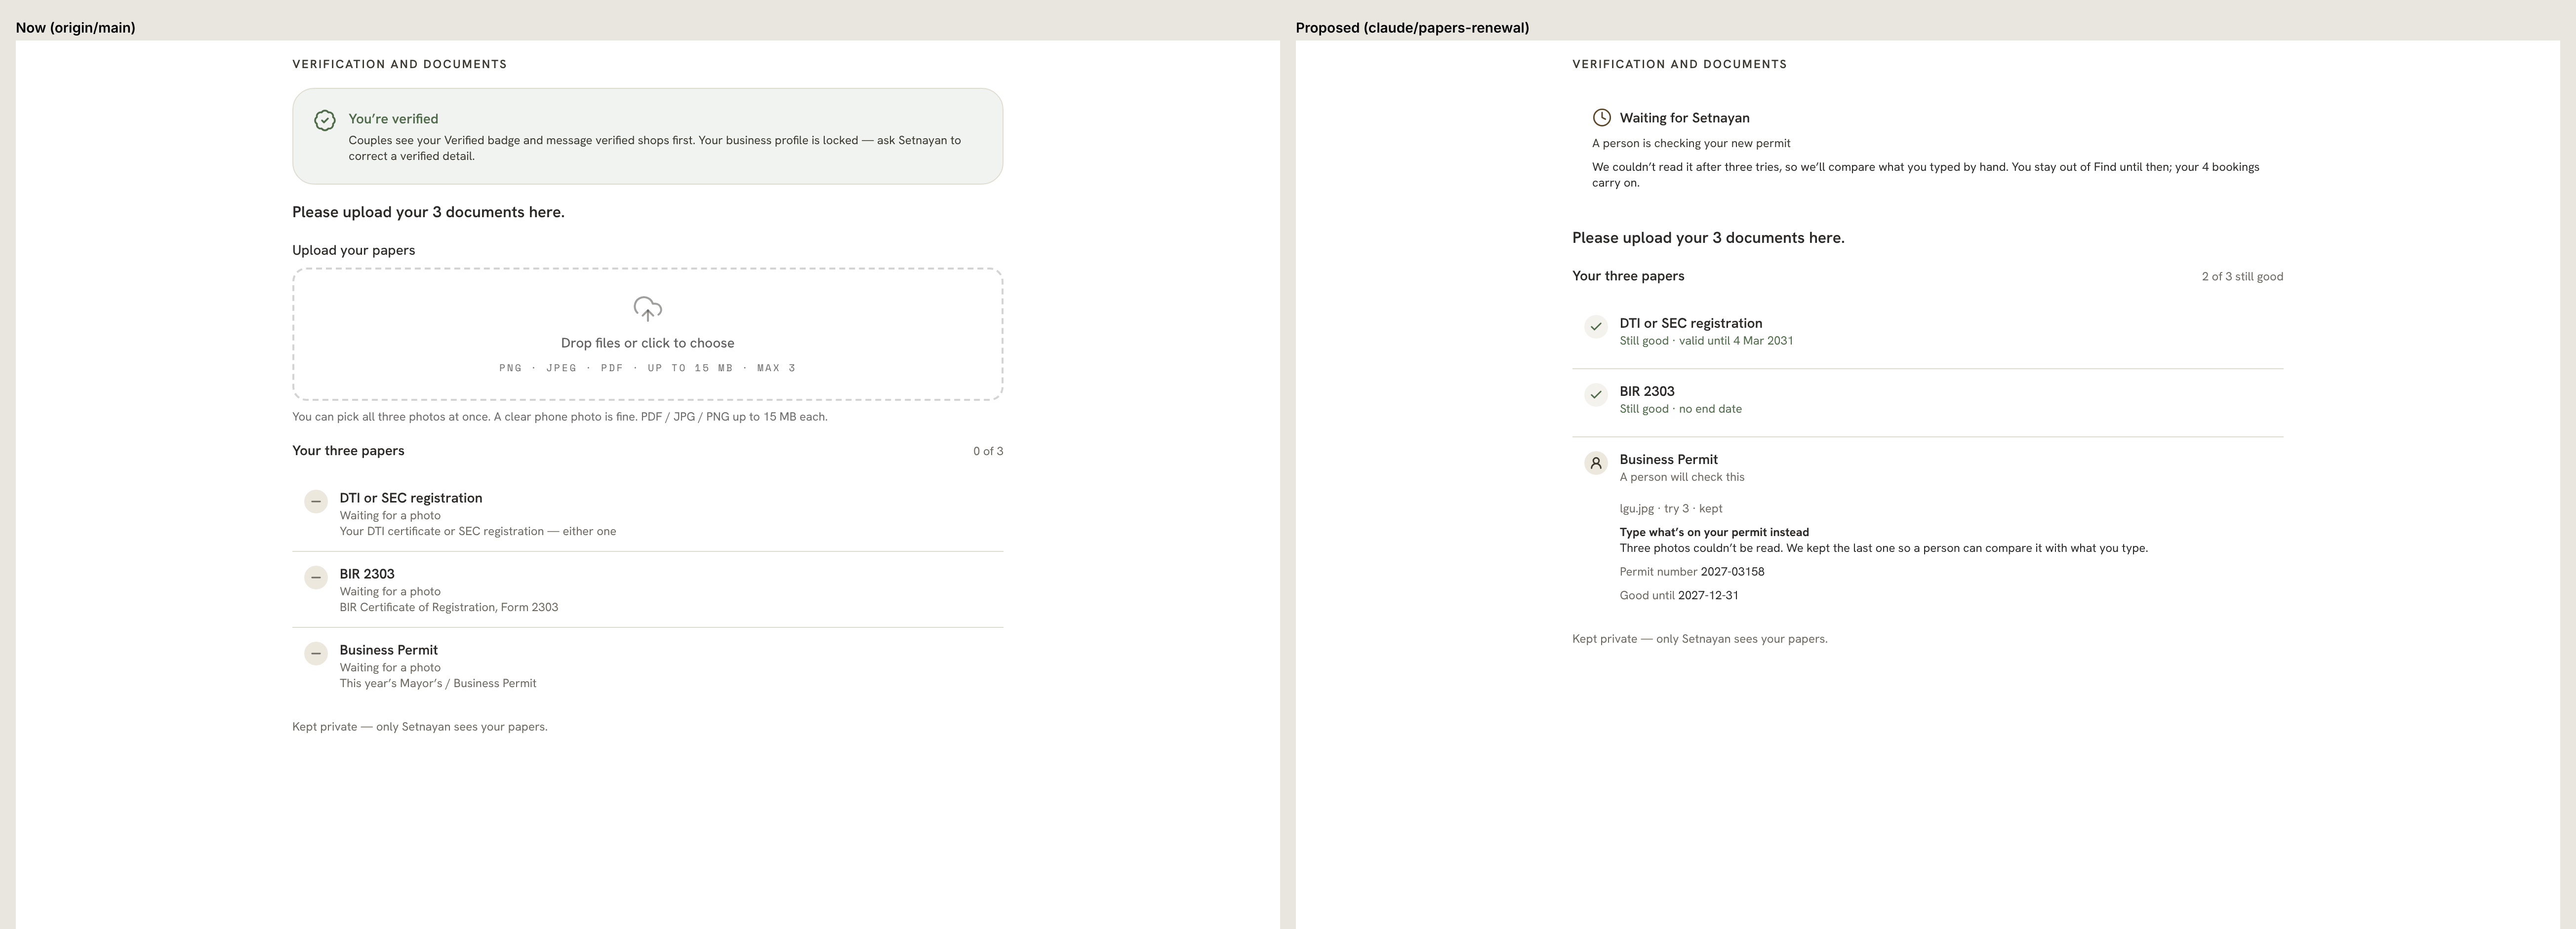 Now (origin/main)
VERIFICATION AND DOCUMENTS
You’re verified
Couples see your Verified badge and message verified shops first. Your business profile is locked — ask Setnayan to
correct a verified detail.
Please upload your 3 documents here.
Upload your papers
Drop files or click to choose
PNG · JPEG · PDF · UP TO 15 MB · MAX 3
You can pick all three photos at once. A clear phone photo is fine. PDF / JPG / PNG up to 15 MB each.
Your three papers
0 of 3
DTI or SEC registration
Waiting for a photo
Your DTI certificate or SEC registration — either one
BIR 2303
Waiting for a photo
BIR Certificate of Registration, Form 2303
Business Permit
Waiting for a photo
This year’s Mayor’s / Business Permit
Kept private — only Setnayan sees your papers.
Proposed (claude/papers-renewal)
VERIFICATION AND DOCUMENTS
Waiting for Setnayan
A person is checking your new permit
We couldn’t read it after three tries, so we’ll compare what you typed by hand. You stay out of Find until then; your 4 bookings
carry on.
Please upload your 3 documents here.
Your three papers
2 of 3 still good
DTI or SEC registration
Still good · valid until 4 Mar 2031
BIR 2303
Still good · no end date
Business Permit
A person will check this
lgu.jpg · try 3 · kept
Type what’s on your permit instead
Three photos couldn’t be read. We kept the last one so a person can compare it with what you type.
Permit number 2027-03158
Good until 2027-12-31
Kept private — only Setnayan sees your papers.